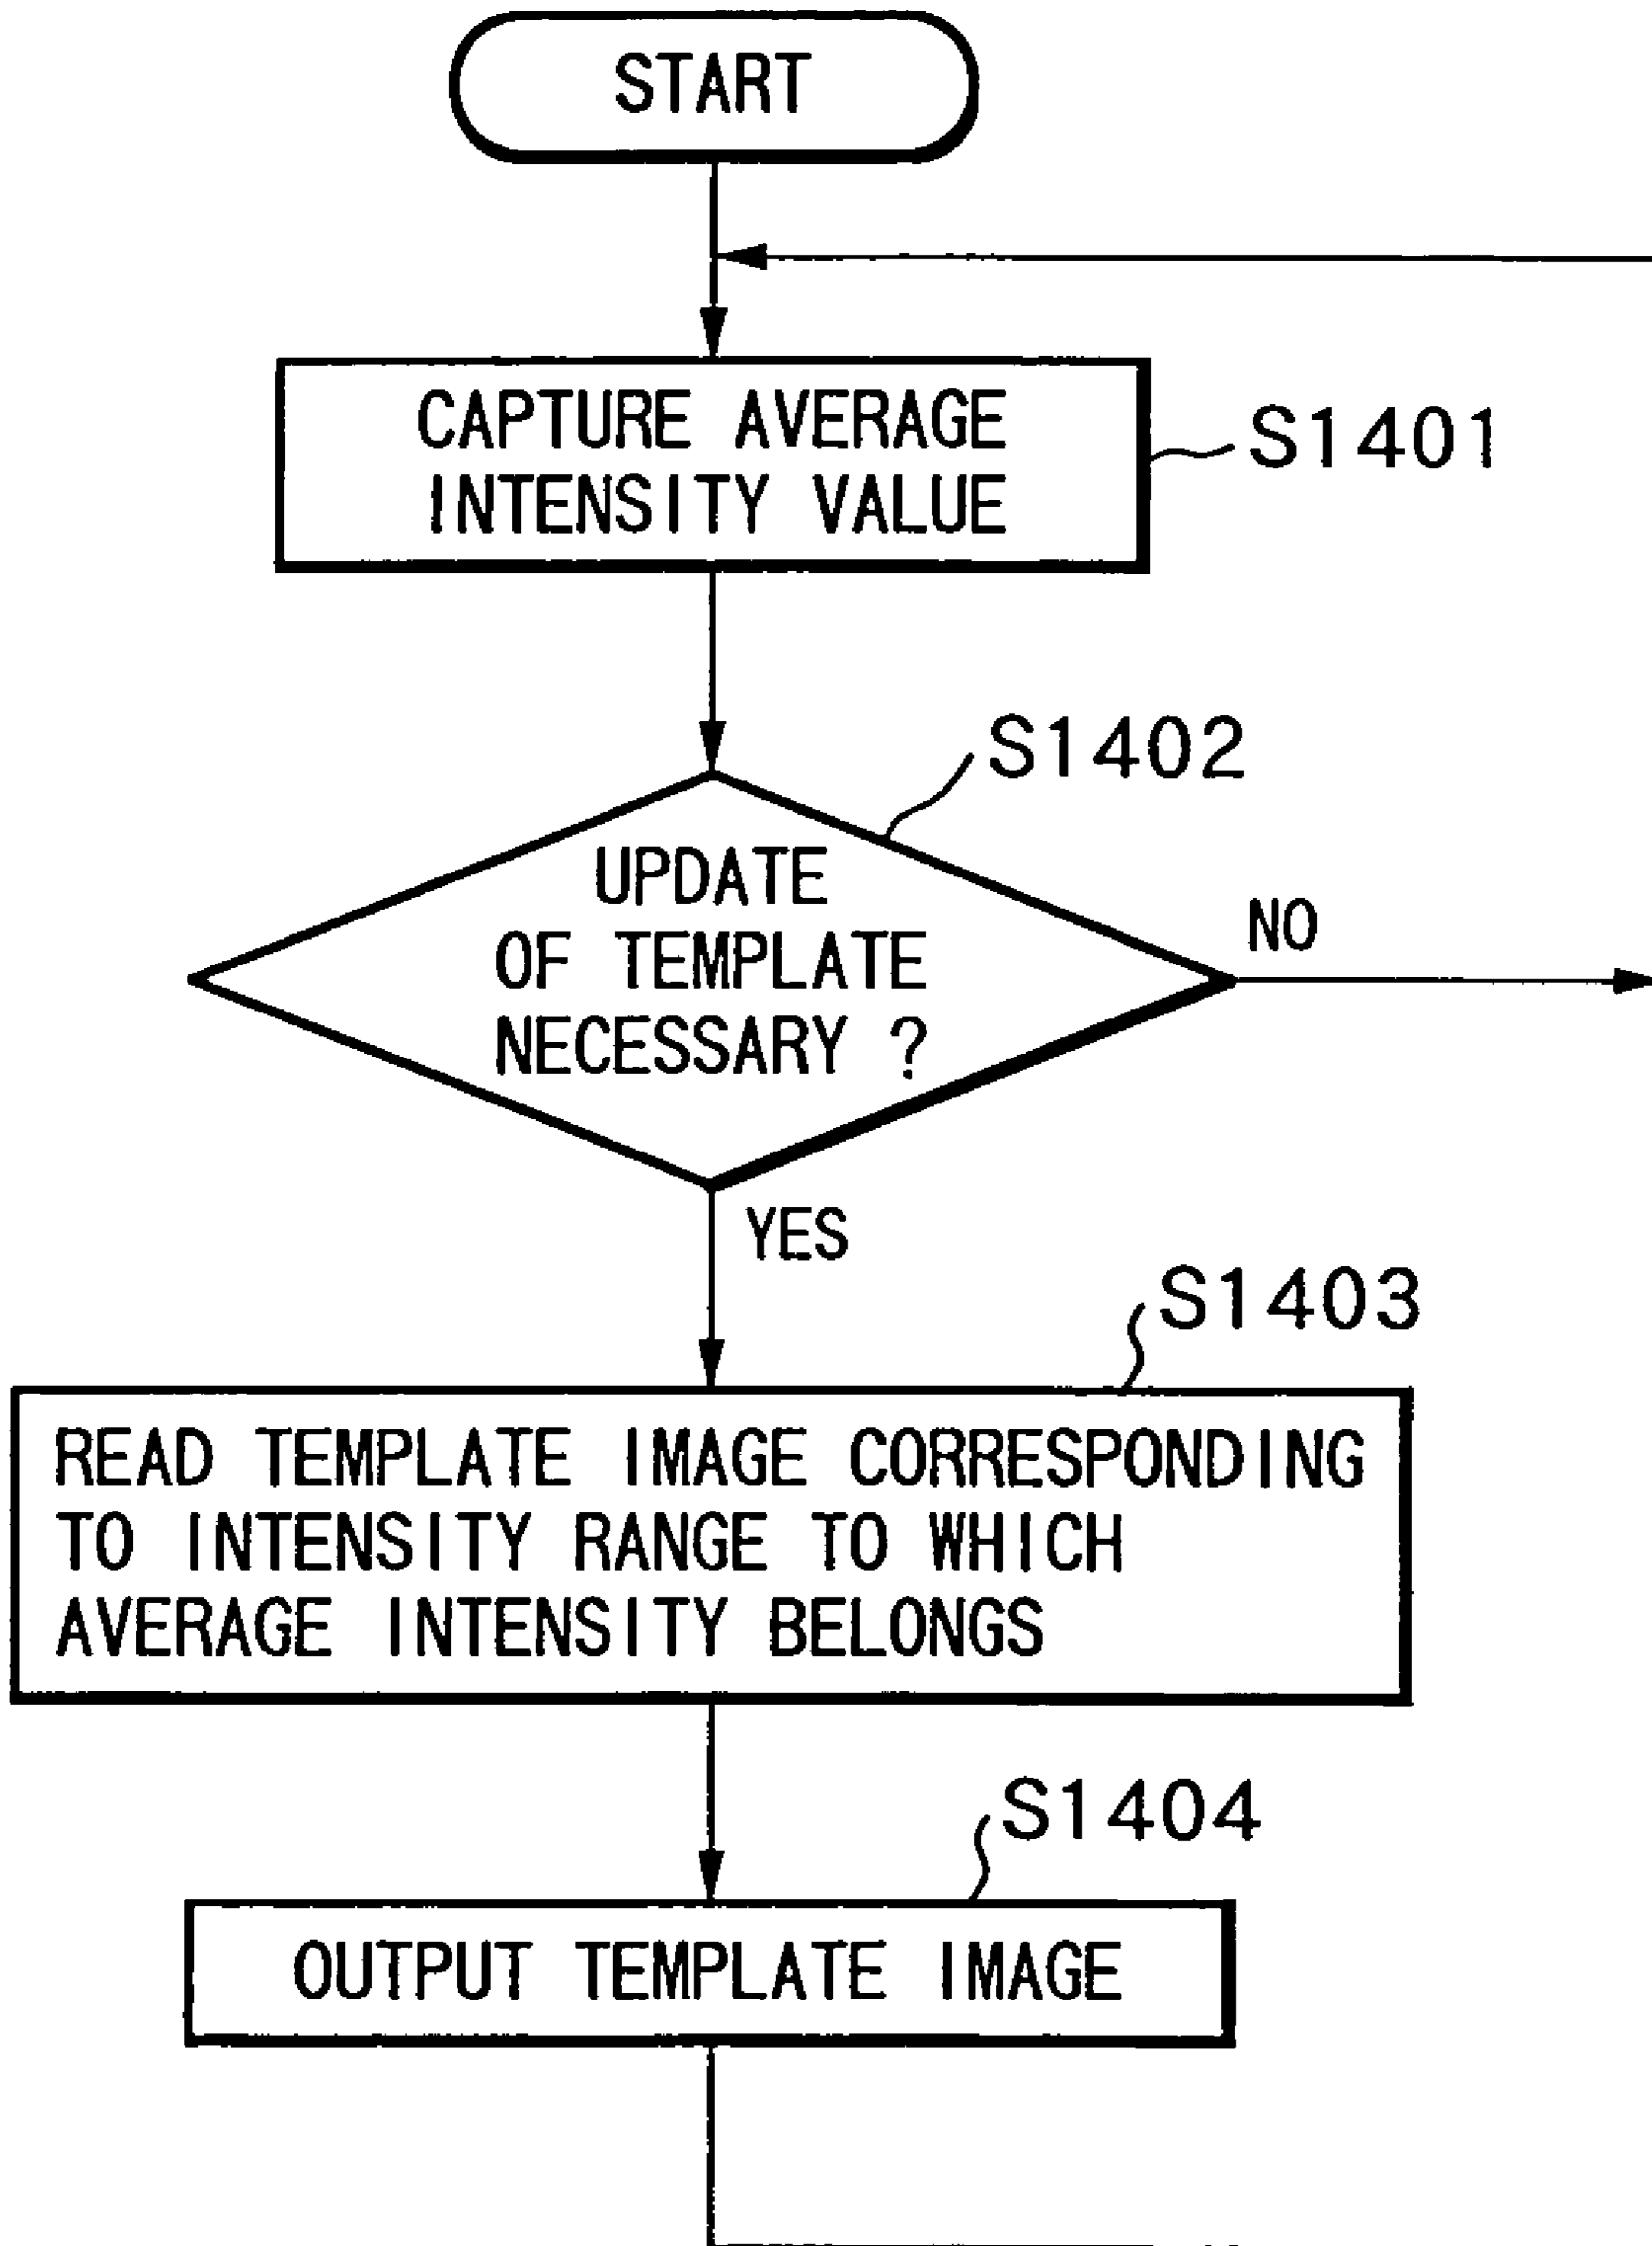 START
CAPTURE AVERAGE
INTENSITY VALUE
S1401
S1402
UPDATE
OF TEMPLATE
NECESSARY ?
NO
YES
S1403
READ TEMPLATE IMAGE CORRESPONDING
TO INTENSITY RANGE TO WHICH
AVERAGE INTENSITY BELONGS
S1404
OUTPUT TEMPLATE IMAGE